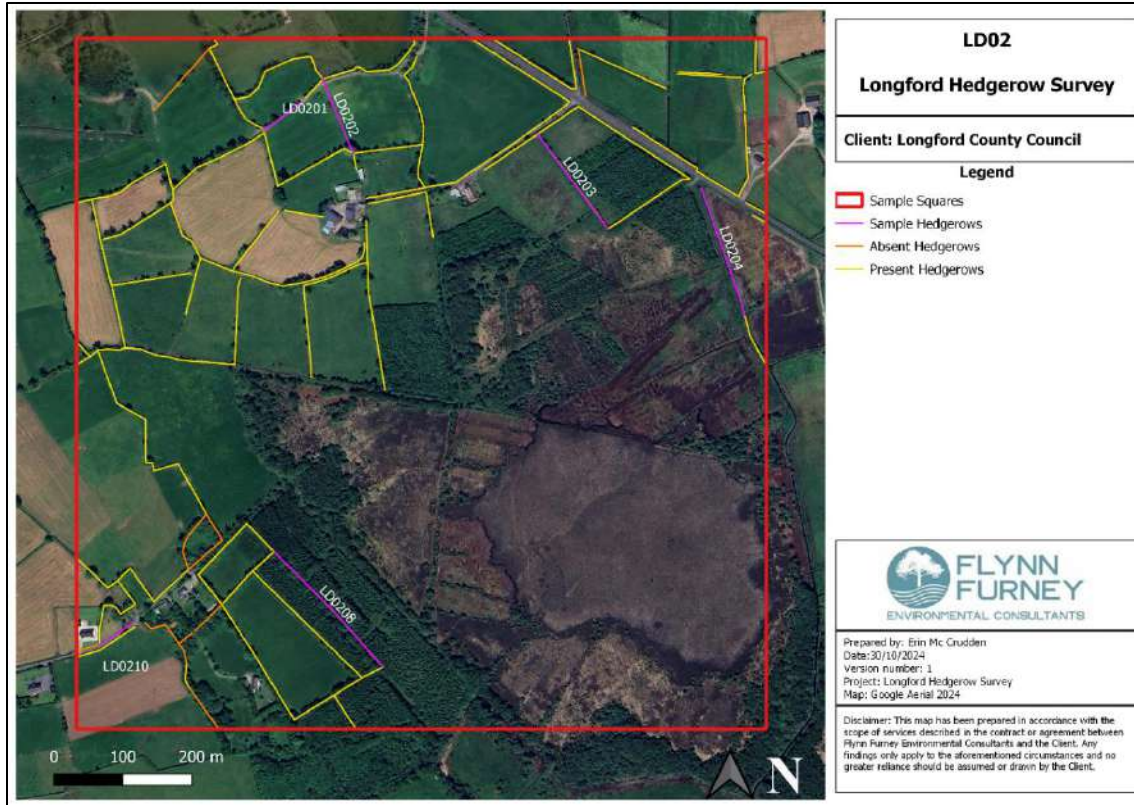 LD02
Longford Hedgerow Survey
Client: Longford County Council
Legend
Sample Squares
Sample Hedgerows
Absent Hedgerows
Present Hedgerows
LD0201
LD0202
LD0203
LD0204
LD0208
LD0210
0 100 200 m
N
FLYNN
FURNEY
ENVIRONMENTAL CONSULTANTS
Prepared by: Erin Mc Crudden
Date:30/10/2024
Version number: 1
Project: Longford Hedgerow Survey
Map: Google Aerial 2024
Disclaimer: This map has been prepared in accordance with the
scope of services described in the contract or agreement between
Flynn Furney Environmental Consultants and the Client. Any
findings only apply to the aforementioned circumstances and no
greater reliance should be assumed or drawn by the Client.